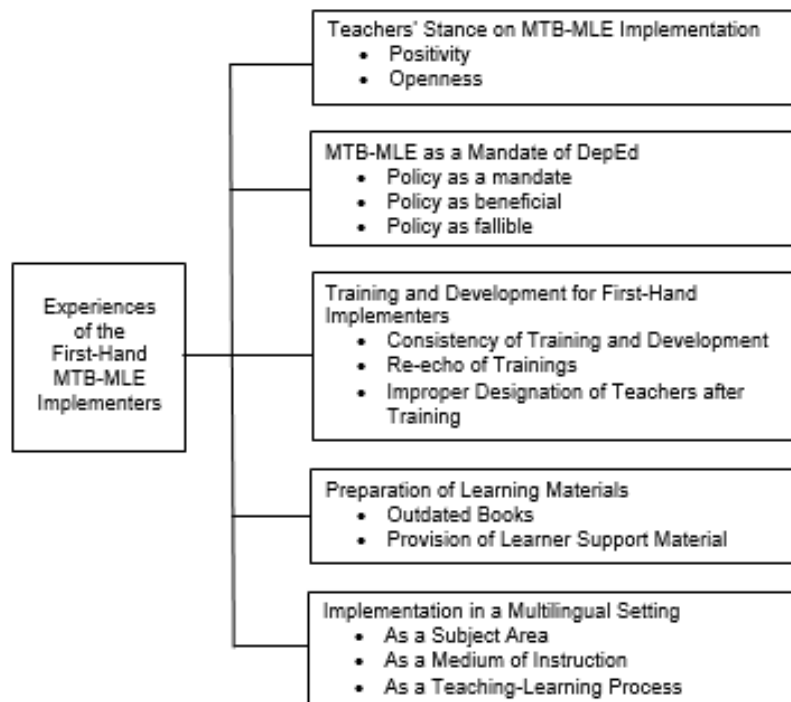 Teachers' Stance on MTB-MLE Implementation
• Positivity
• Openness
MTB-MLE as a Mandate of DepEd
• Policy as a mandate
• Policy as beneficial
• Policy as fallible
Experiences
of the
First-Hand
MTB-MLE
Implementers
Training and Development for First-Hand
Implementers
• Consistency of Training and Development
• Re-echo of Trainings
• Improper Designation of Teachers after
Training
Preparation of Learning Materials
• Outdated Books
• Provision of Learner Support Material
Implementation in a Multilingual Setting
• As a Subject Area
• As a Medium of Instruction
• As a Teaching-Learning Process